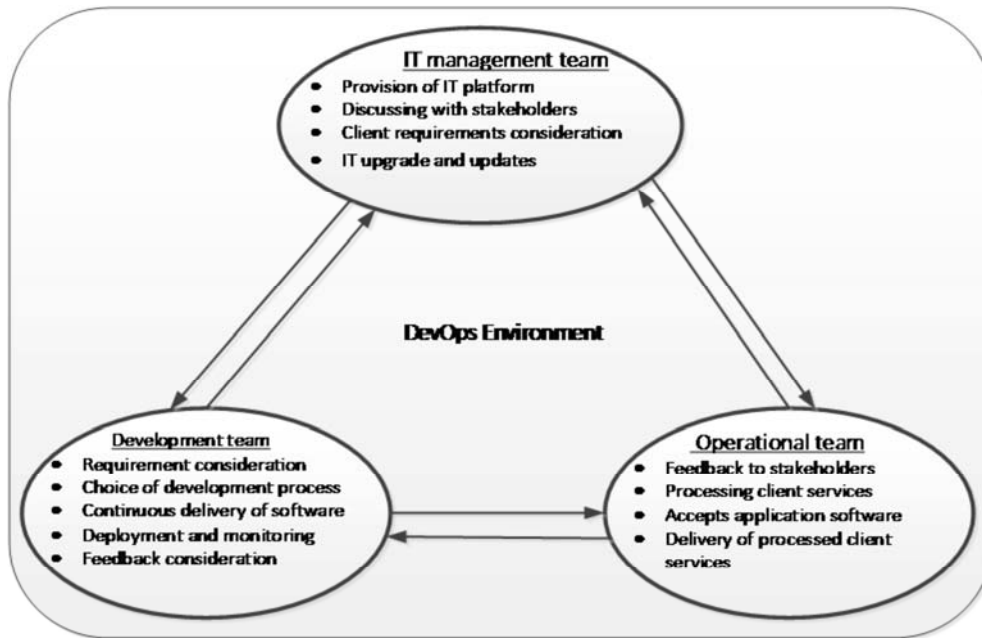 IT management team
• Provision of IT platform
• Discussing with stakeholders
• Client requirements consideration
• IT upgrade and updates
DevOps Environment
Development team
• Requirement consideration
• Choice of development process
• Continuous delivery of software
• Deployment and monitoring
• Feedback consideration
Operational team
• Feedback to stakeholders
• Processing client services
• Accepts application software
• Delivery of processed client
services